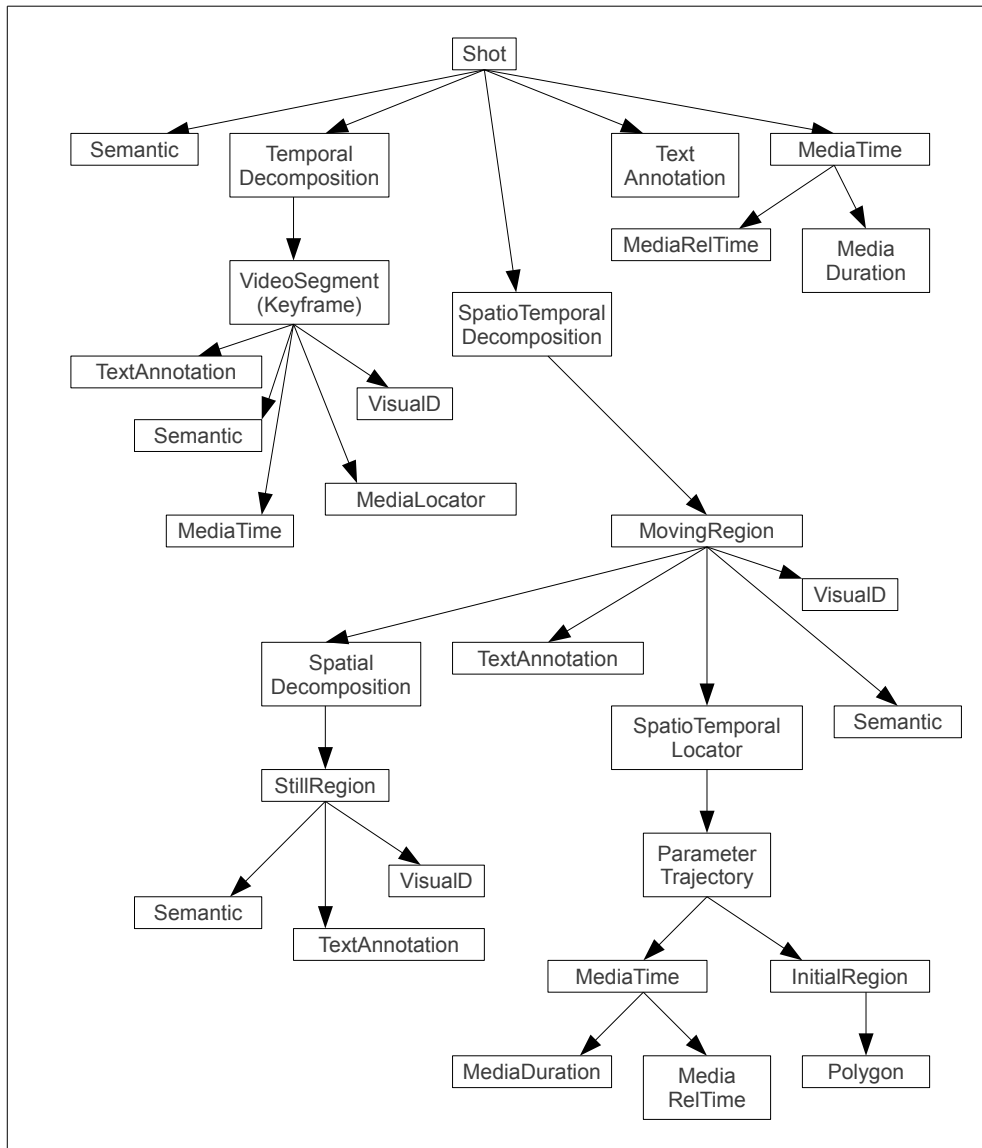 Shot
Semantic
Temporal
Decomposition
Text
Annotation
MediaTime
MediaRelTime
Media
Duration
VideoSegment
(Keyframe)
SpatioTemporal
Decomposition
TextAnnotation
VisualD
Semantic
MediaLocator
MediaTime
MovingRegion
VisualD
Spatial
Decomposition
TextAnnotation
SpatioTemporal
Locator
Semantic
StillRegion
Parameter
Trajectory
VisualD
Semantic
TextAnnotation
MediaTime
InitialRegion
MediaDuration
Media
RelTime
Polygon